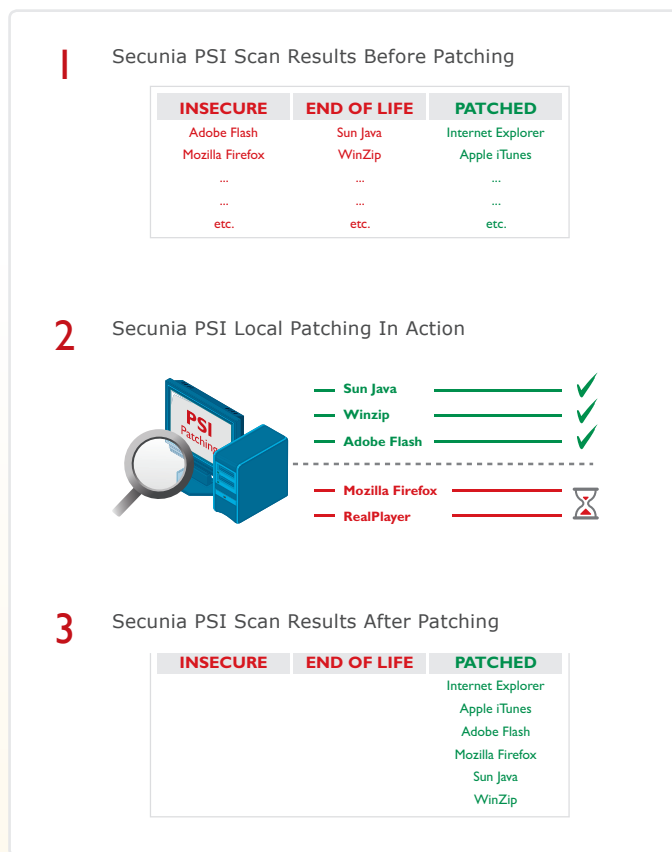 1 Secunia PSI Scan Results Before Patching
INSECURE END OF LIFE PATCHED
Adobe Flash Sun Java Internet Explorer
Mozilla Firefox WinZip Apple iTunes
... ... ...
... ... ...
etc. etc. etc.
2 Secunia PSI Local Patching In Action
PSI
Patching
Sun Java
Winzip
Adobe Flash
Mozilla Firefox
RealPlayer
3 Secunia PSI Scan Results After Patching
INSECURE END OF LIFE PATCHED
Internet Explorer
Apple iTunes
Adobe Flash
Mozilla Firefox
Sun Java
WinZip